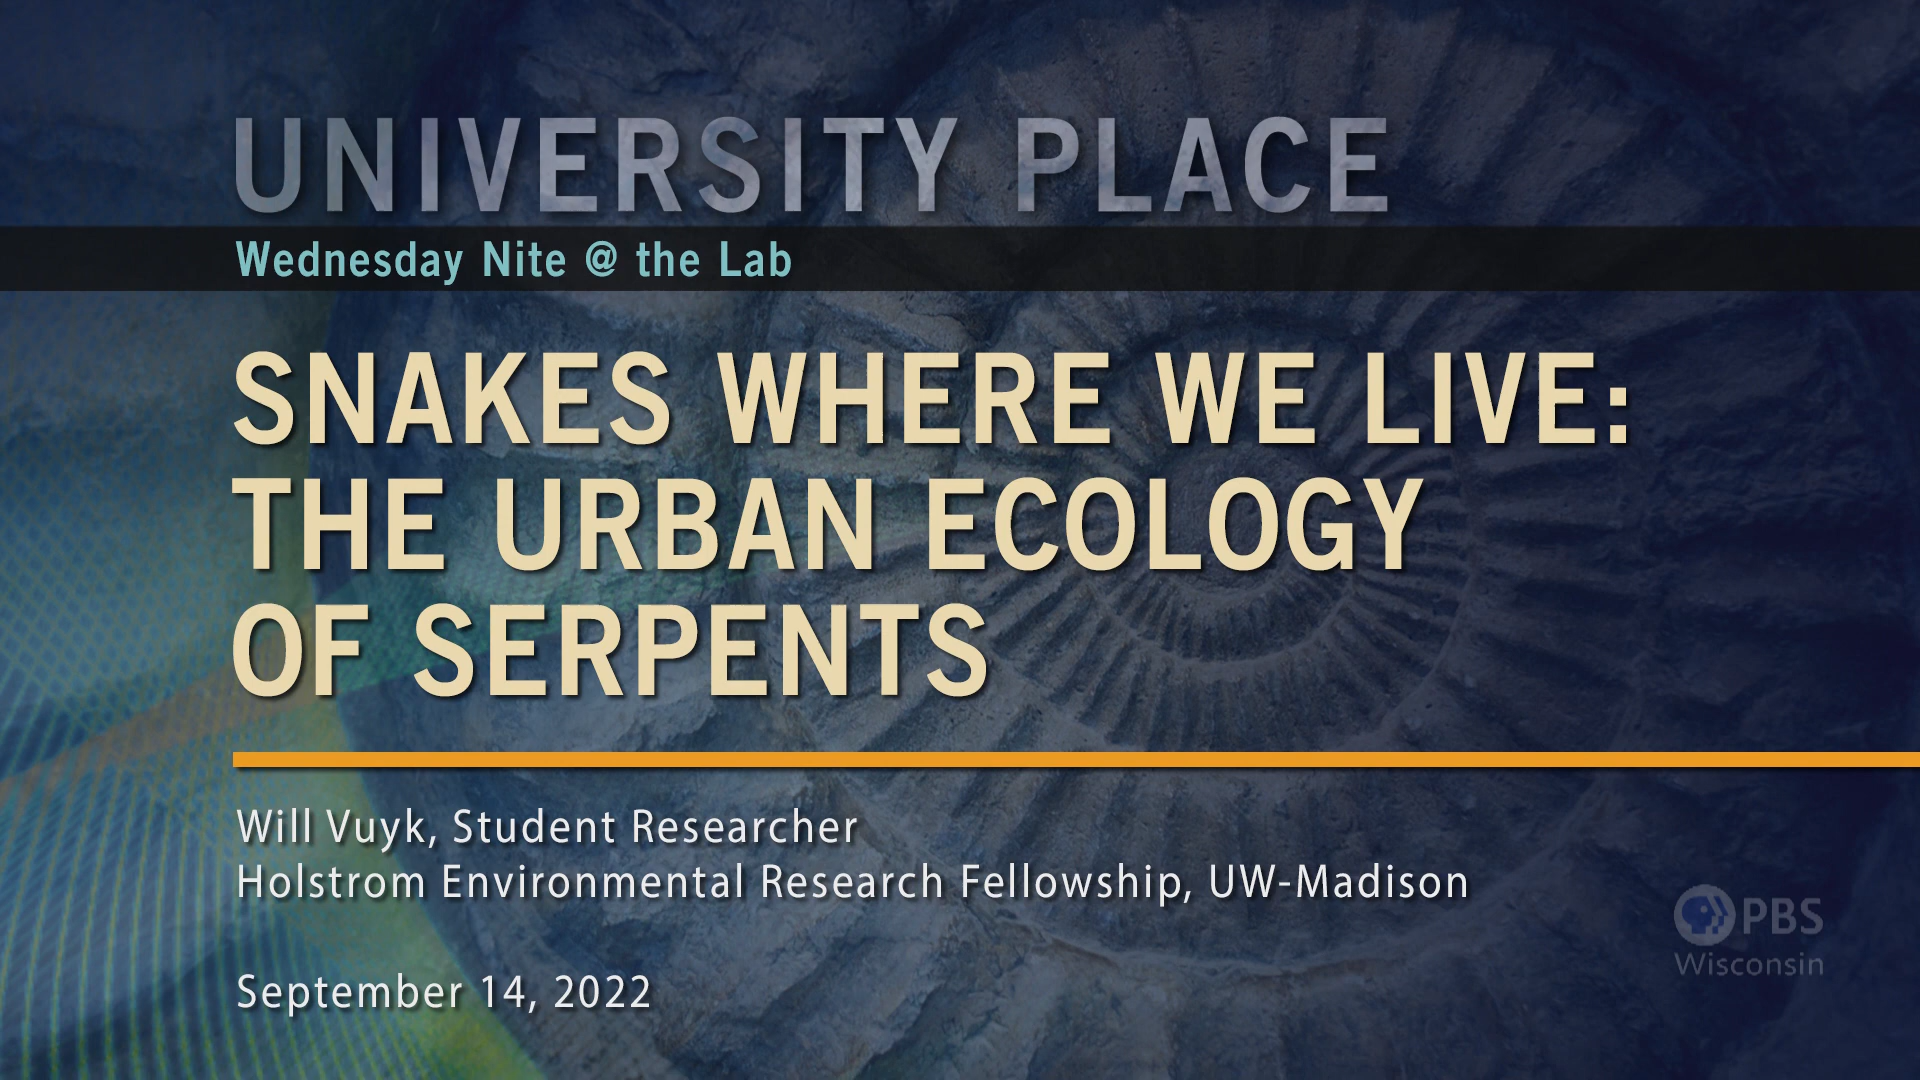 UNIVERSITY PLACE
Wednesday Nite @ the Lab
SNAKES WHERE WE LIVE:
THE URBAN ECOLOGY
OF SERPENTS
Will Vuyk, Student Researcher
Holstrom Environmental Research Fellowship, UW-Madison
September 14, 2022
PBS
Wisconsin